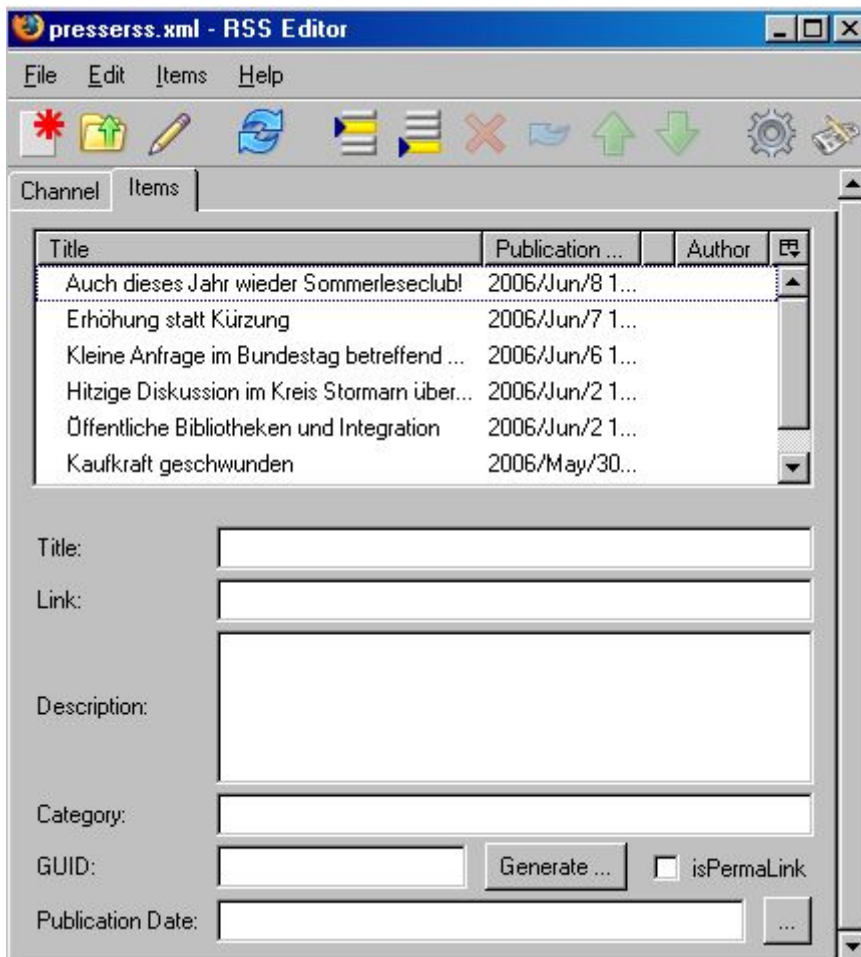 presserss.xml - RSS Editor
File Edit Items Help
Channel Items
Title Publication ... Author
Auch dieses Jahr wieder Sommerleseclub! 2006/Jun/8 1...
Erhöhung statt Kürzung 2006/Jun/7 1...
Kleine Anfrage im Bundestag betreffend ... 2006/Jun/6 1...
Hitzige Diskussion im Kreis Stormarn über... 2006/Jun/2 1...
Öffentliche Bibliotheken und Integration 2006/Jun/2 1...
Kaufkraft geschwunden 2006/May/30...
Title:
Link:
Description:
Category:
GUID: Generate ... isPermaLink
Publication Date: ...